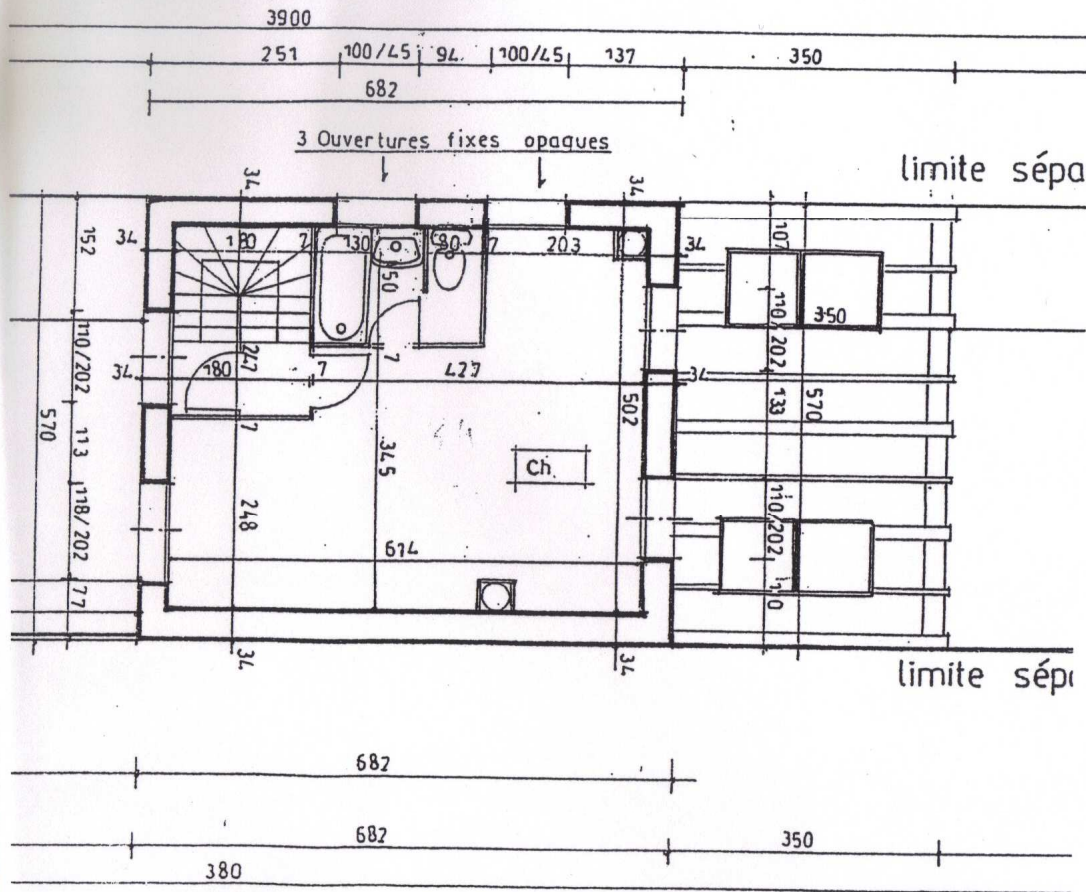 3900
251 100/45 94 100/45 137 350
682
3 Ouvertures fixes opaques
limite sépa
34 34
152 34 180 7 130 80 7 203 34 107
50
350
110/202 110/202
34 180 247 7 7 427 34
570 502 133 570
113 7 345 Ch.
118/202 248 110/202
614
77
34 34
limite sép
682
682 350
380